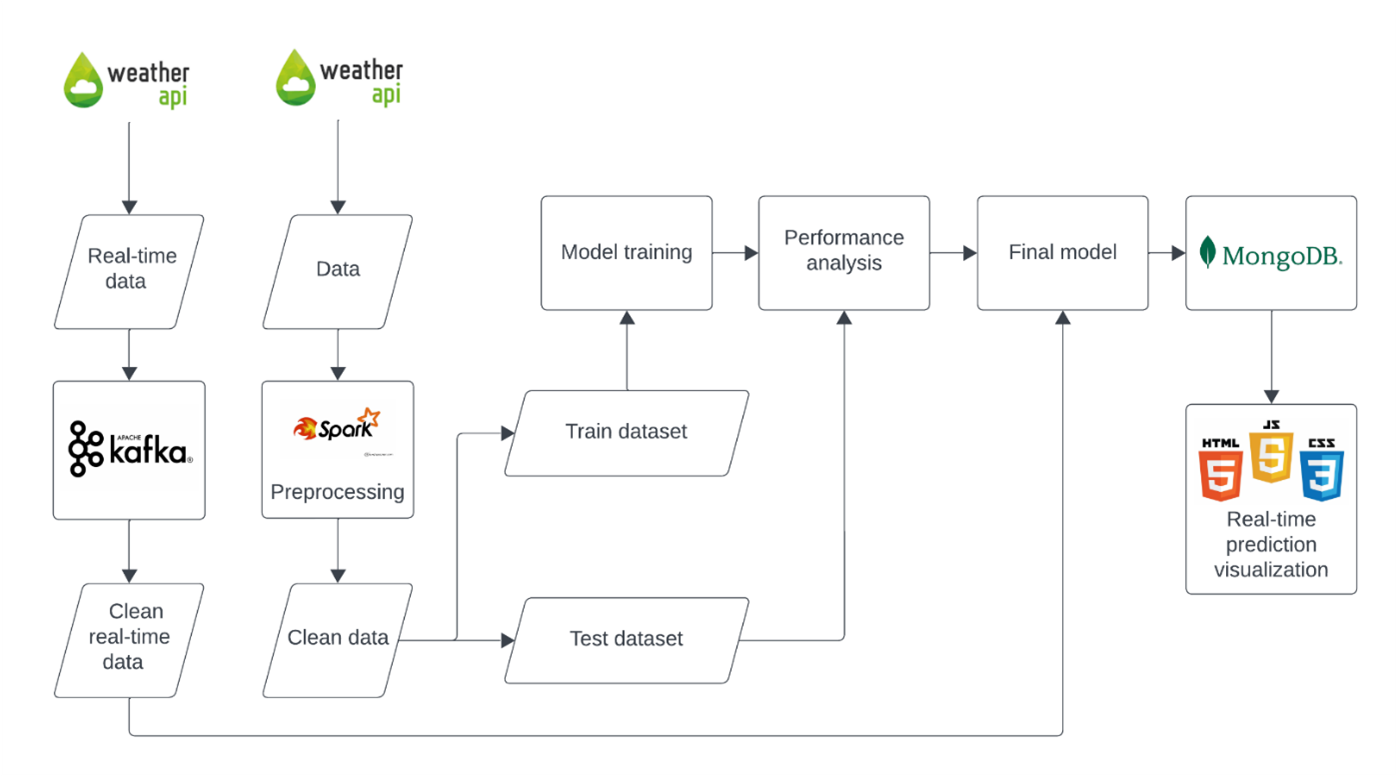 weather
api
weather
api
Real-time
data
Data
APACHE
kafka®
Spark
Preprocessing
Clean
real-time
data
Clean data
Train dataset
Test dataset
Model training
Performance
analysis
Final model
MongoDB®
HTML
JS
CSS
5
5
3
Real-time
prediction
visualization